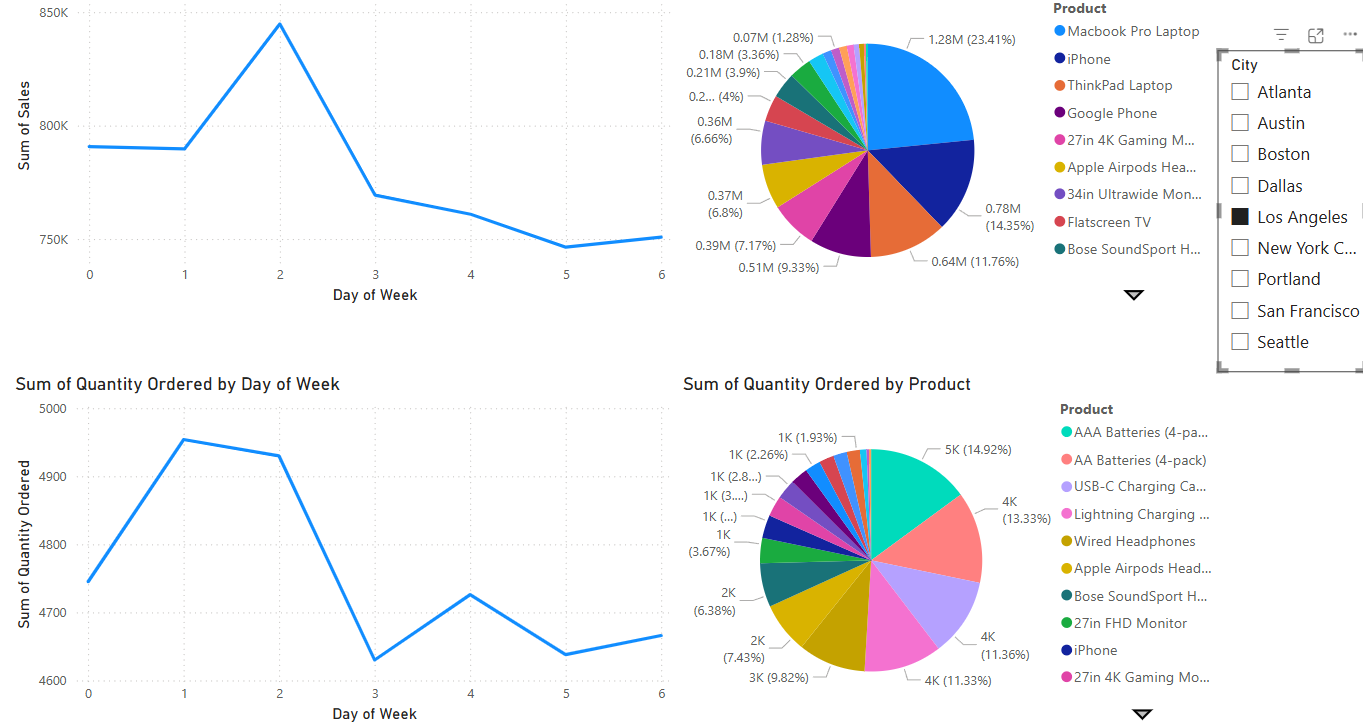 850K
800K
750K
Sum of Sales
0 1 2 3 4 5 6
Day of Week
0.07M (1.28%)
0.18M (3.36%)
0.21M (3.9%)
0.2... (4%)
0.36M
(6.66%)
0.37M
(6.8%)
0.39M (7.17%)
0.51M (9.33%)
1.28M (23.41%)
0.78M
(14.35%)
0.64M (11.76%)
Product
Macbook Pro Laptop
iPhone
ThinkPad Laptop
Google Phone
27in 4K Gaming M...
Apple Airpods Hea...
34in Ultrawide Mon...
Flatscreen TV
Bose SoundSport H...
City
Atlanta
Austin
Boston
Dallas
Los Angeles
New York C...
Portland
San Francisco
Seattle
Sum of Quantity Ordered by Day of Week
5000
4900
4800
4700
4600
Sum of Quantity Ordered
0 1 2 3 4 5 6
Day of Week
Sum of Quantity Ordered by Product
1K (1.93%)
1K (2.26%)
1K (2.8...)
1K (3....)
1K (...)
1K
(3.67%)
2K
(6.38%)
2K
(7.43%)
3K (9.82%)
5K (14.92%)
4K
(13.33%)
4K
(11.36%)
4K (11.33%)
Product
AAA Batteries (4-pa...
AA Batteries (4-pack)
USB-C Charging Ca...
Lightning Charging ...
Wired Headphones
Apple Airpods Head...
Bose SoundSport H...
27in FHD Monitor
iPhone
27in 4K Gaming Mo...